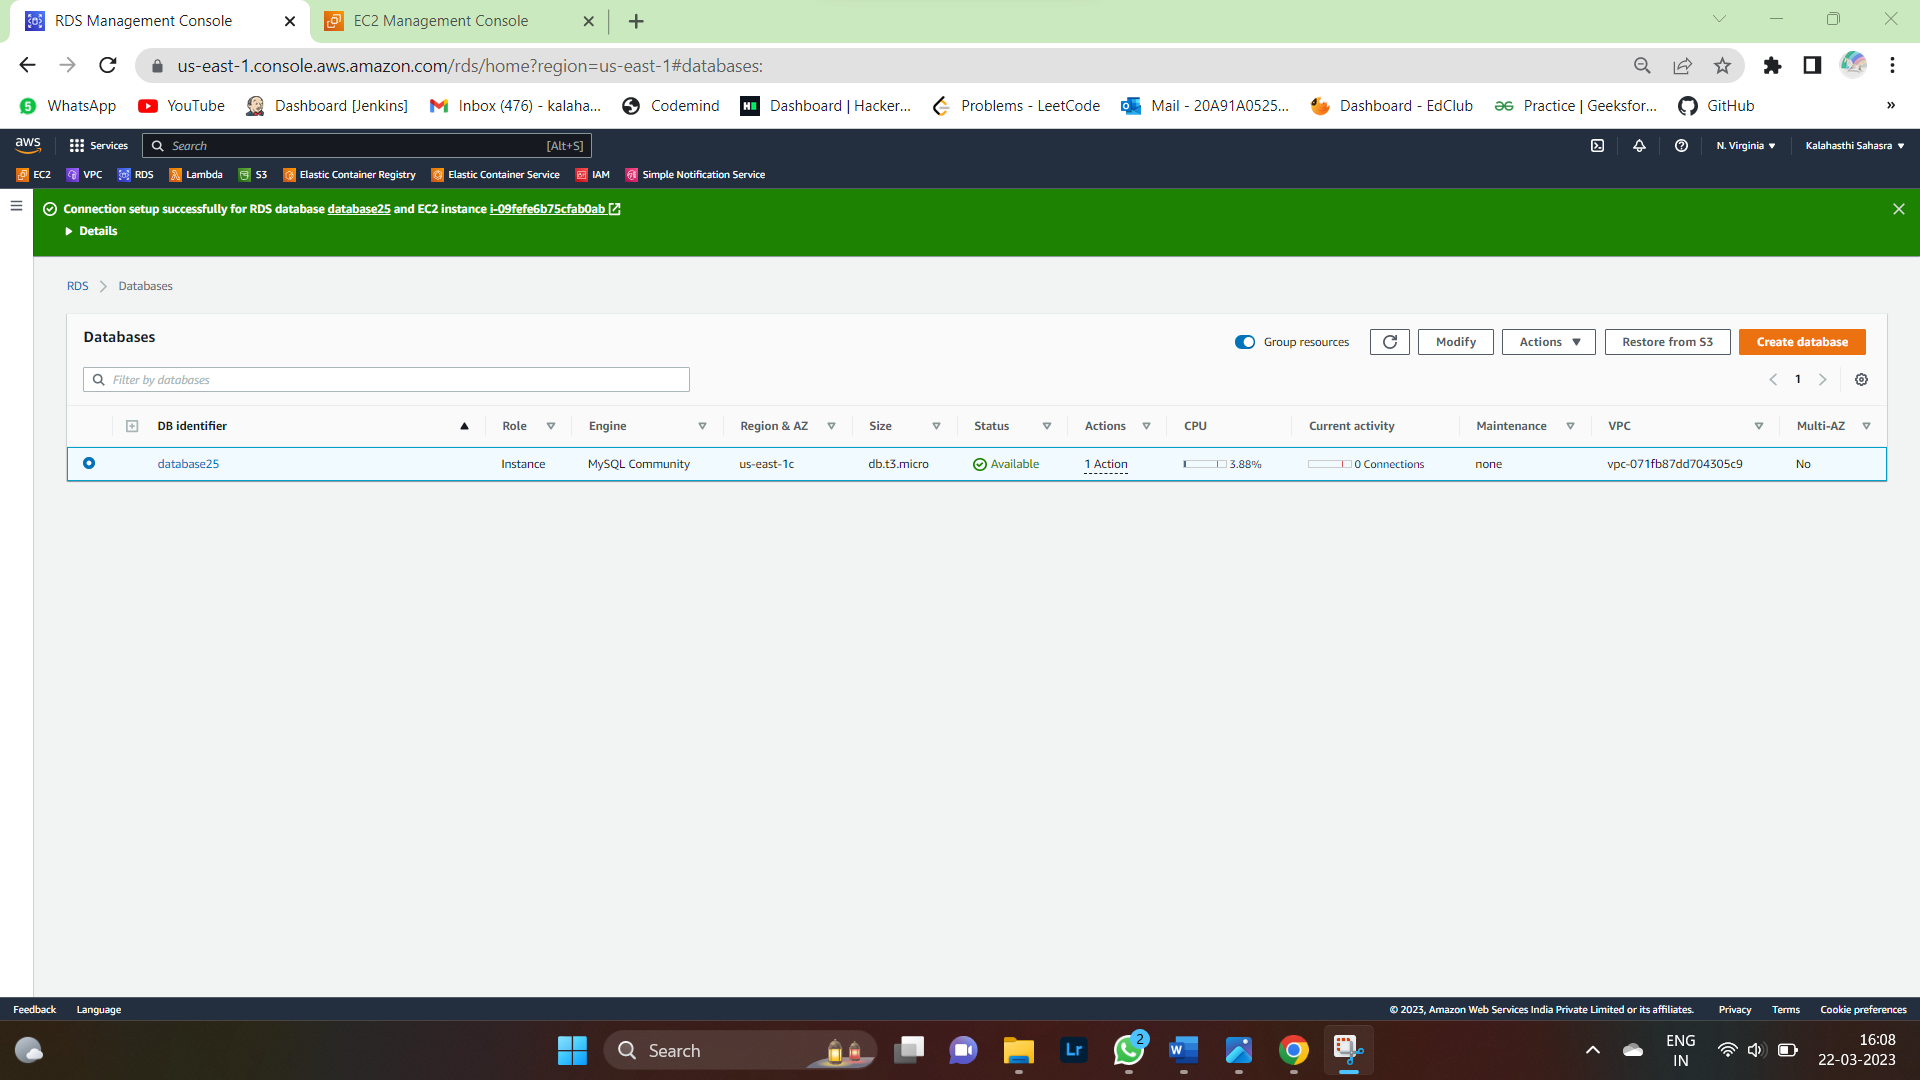 RDS Management Console
EC2 Management Console
us-east-1.console.aws.amazon.com/rds/home?region=us-east-1#databases:
WhatsApp
YouTube
Dashboard [Jenkins]
Inbox (476) - kalaha...
Codemind
Dashboard | Hacker...
Problems - LeetCode
Mail - 20A91A0525...
Dashboard - EdClub
Practice | Geeksfor...
GitHub
»
aws
Services
Search
[Alt+S]
N. Virginia
Kalahasthi Sahasra
EC2
VPC
RDS
Lambda
S3
Elastic Container Registry
Elastic Container Service
IAM
Simple Notification Service
Connection setup successfully for RDS database database25 and EC2 instance i-09fefe6b75cfab0ab
Details
RDS
Databases
Databases
Group resources
Modify
Actions
Restore from S3
Create database
Filter by databases
1
DB identifier
Role
Engine
Region & AZ
Size
Status
Actions
CPU
Current activity
Maintenance
VPC
Multi-AZ
database25
Instance
MySQL Community
us-east-1c
db.t3.micro
Available
1 Action
3.88%
0 Connections
none
vpc-071fb87dd704305c9
No
Feedback
Language
© 2023, Amazon Web Services India Private Limited or its affiliates.
Privacy
Terms
Cookie preferences
Search
Lr
2
W
ENG
IN
16:08
22-03-2023